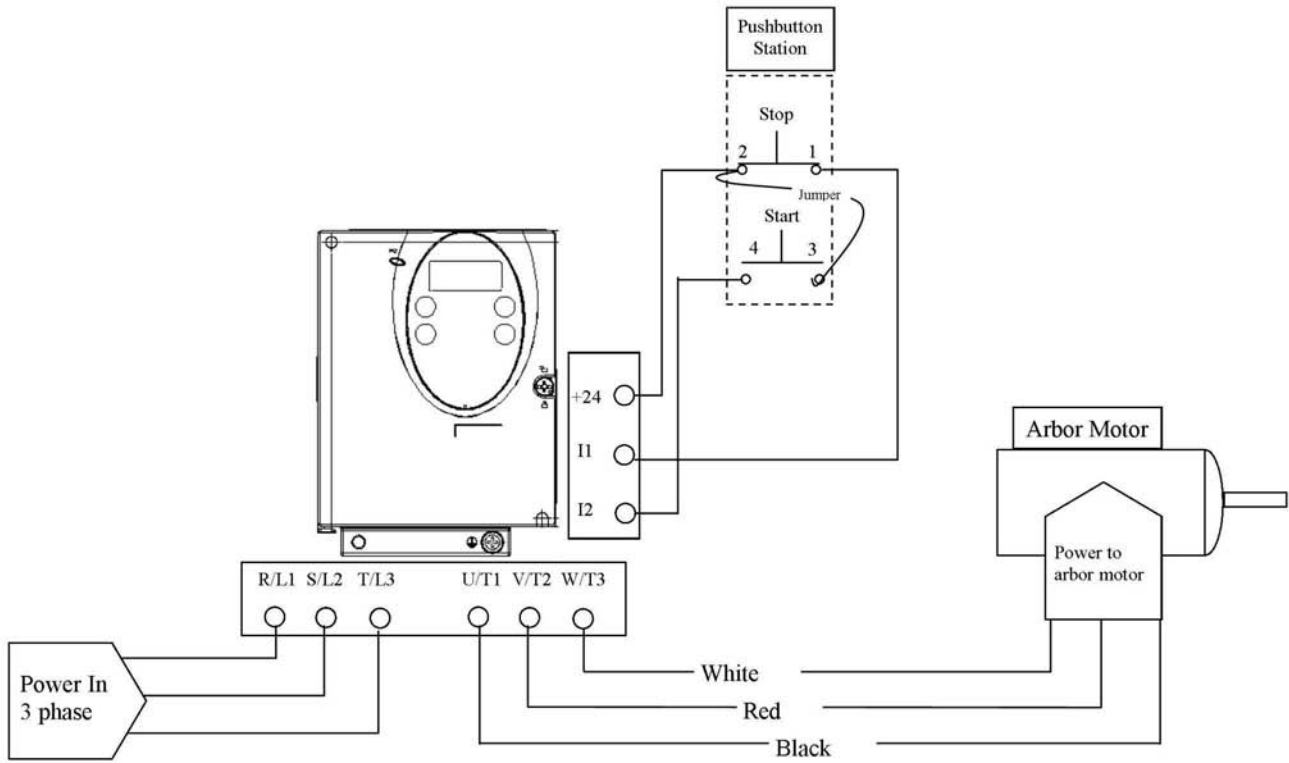 Pushbutton
Station
Stop
2 1
Jumper
Start
4 3
+24
I1
I2
Arbor Motor
Power to
arbor motor
R/L1 S/L2 T/L3 U/T1 V/T2 W/T3
Power In
3 phase
White
Red
Black